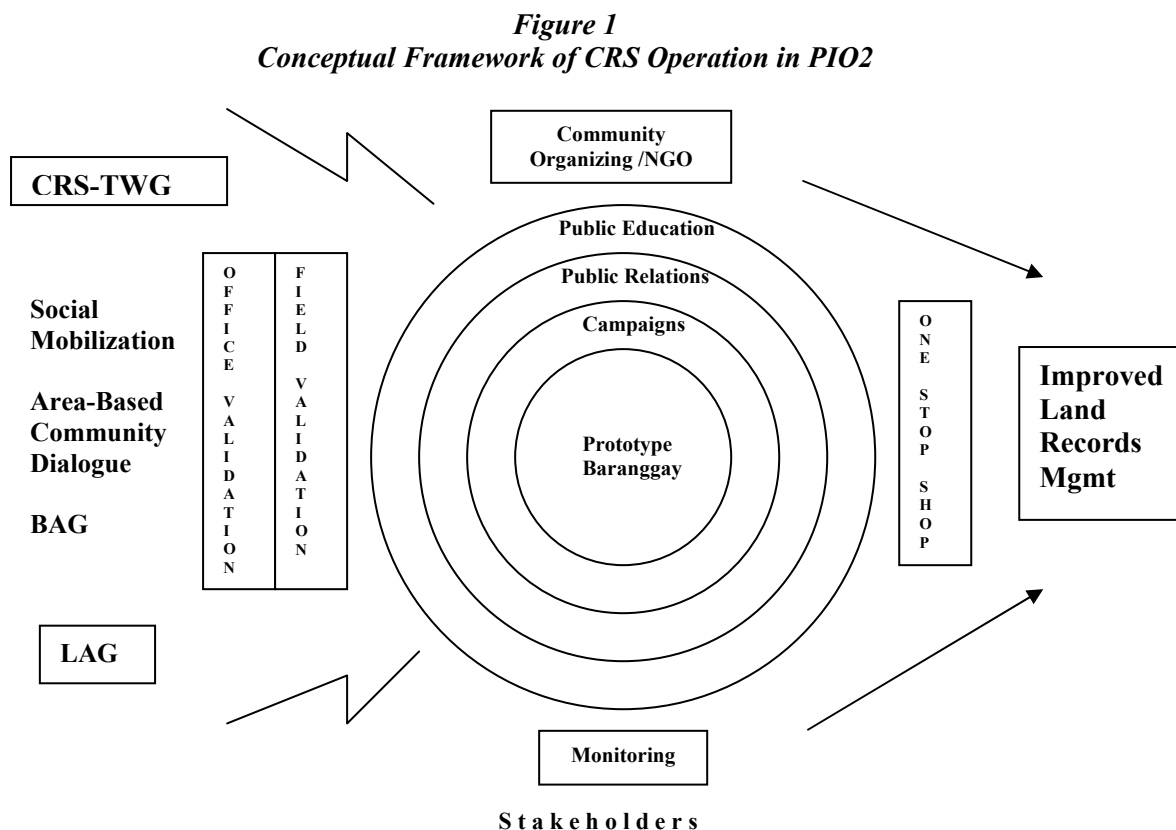 Figure 1
Conceptual Framework of CRS Operation in PIO2
Community
Organizing /NGO
CRS-TWG
Public Education
Public Relations
Campaigns
Prototype
Baranggay
OFFICE VALIDATION
FIELD VALIDATION
Social
Mobilization
Area-Based
Community
Dialogue
BAG
ONE STOP SHOP
Improved
Land
Records
Mgmt
LAG
Monitoring
Stakeholders